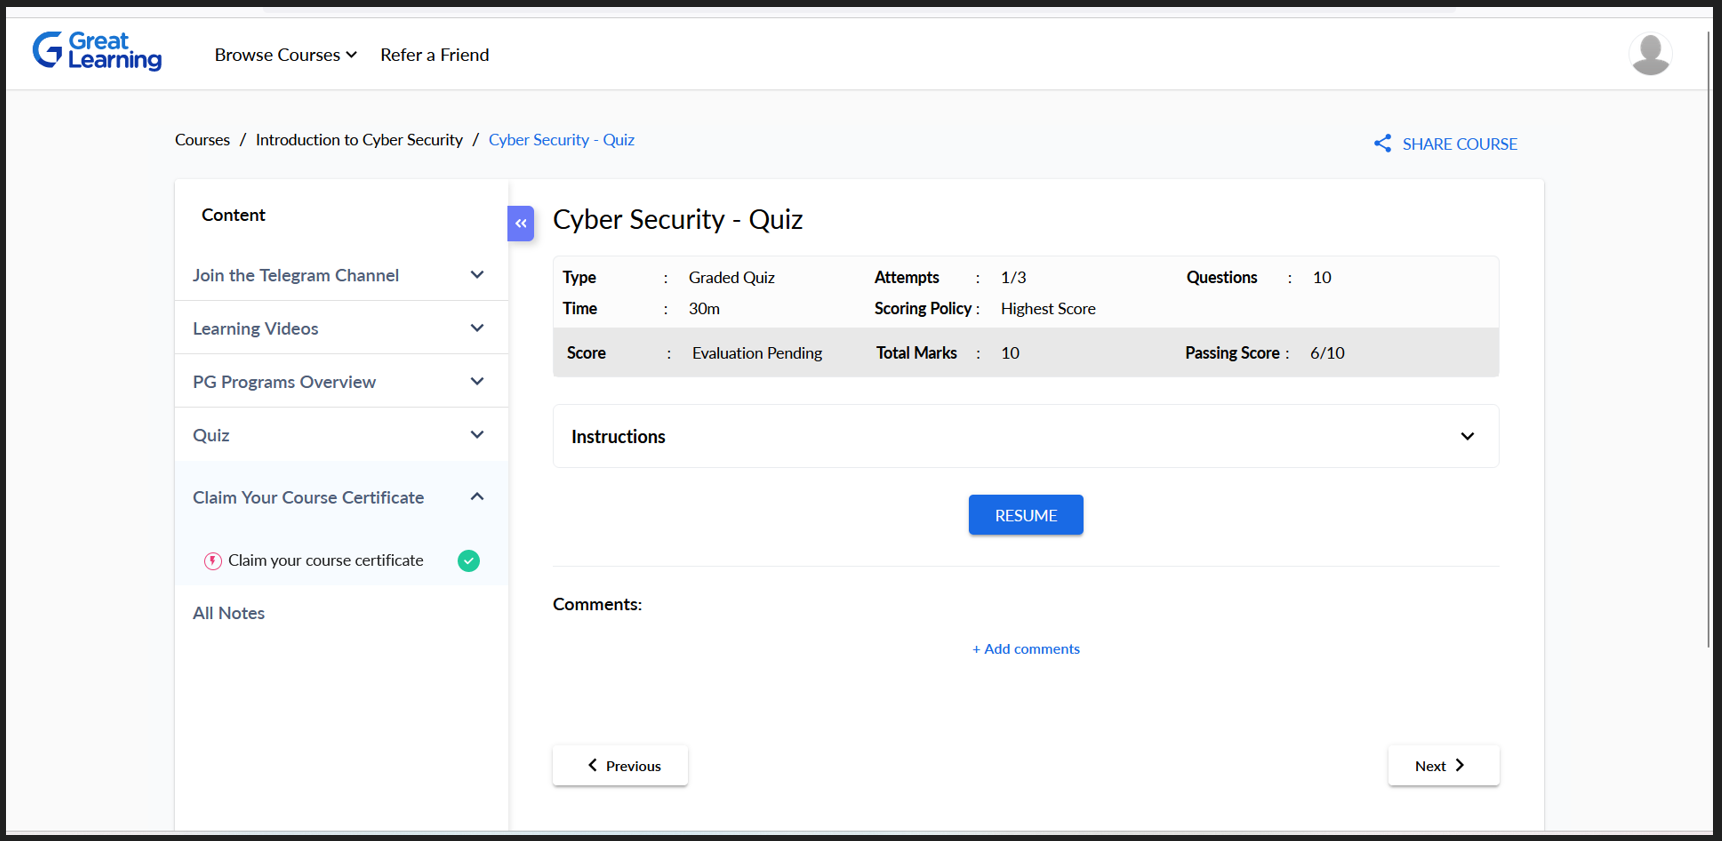 Great Learning
Browse Courses
Refer a Friend
Courses / Introduction to Cyber Security / Cyber Security - Quiz
SHARE COURSE
Content
Join the Telegram Channel
Learning Videos
PG Programs Overview
Quiz
Claim Your Course Certificate
Claim your course certificate
All Notes
«
Cyber Security - Quiz
Type : Graded Quiz Attempts : 1/3 Questions : 10
Time : 30m Scoring Policy : Highest Score
Score : Evaluation Pending Total Marks : 10 Passing Score : 6/10
Instructions
RESUME
Comments:
+ Add comments
Previous
Next